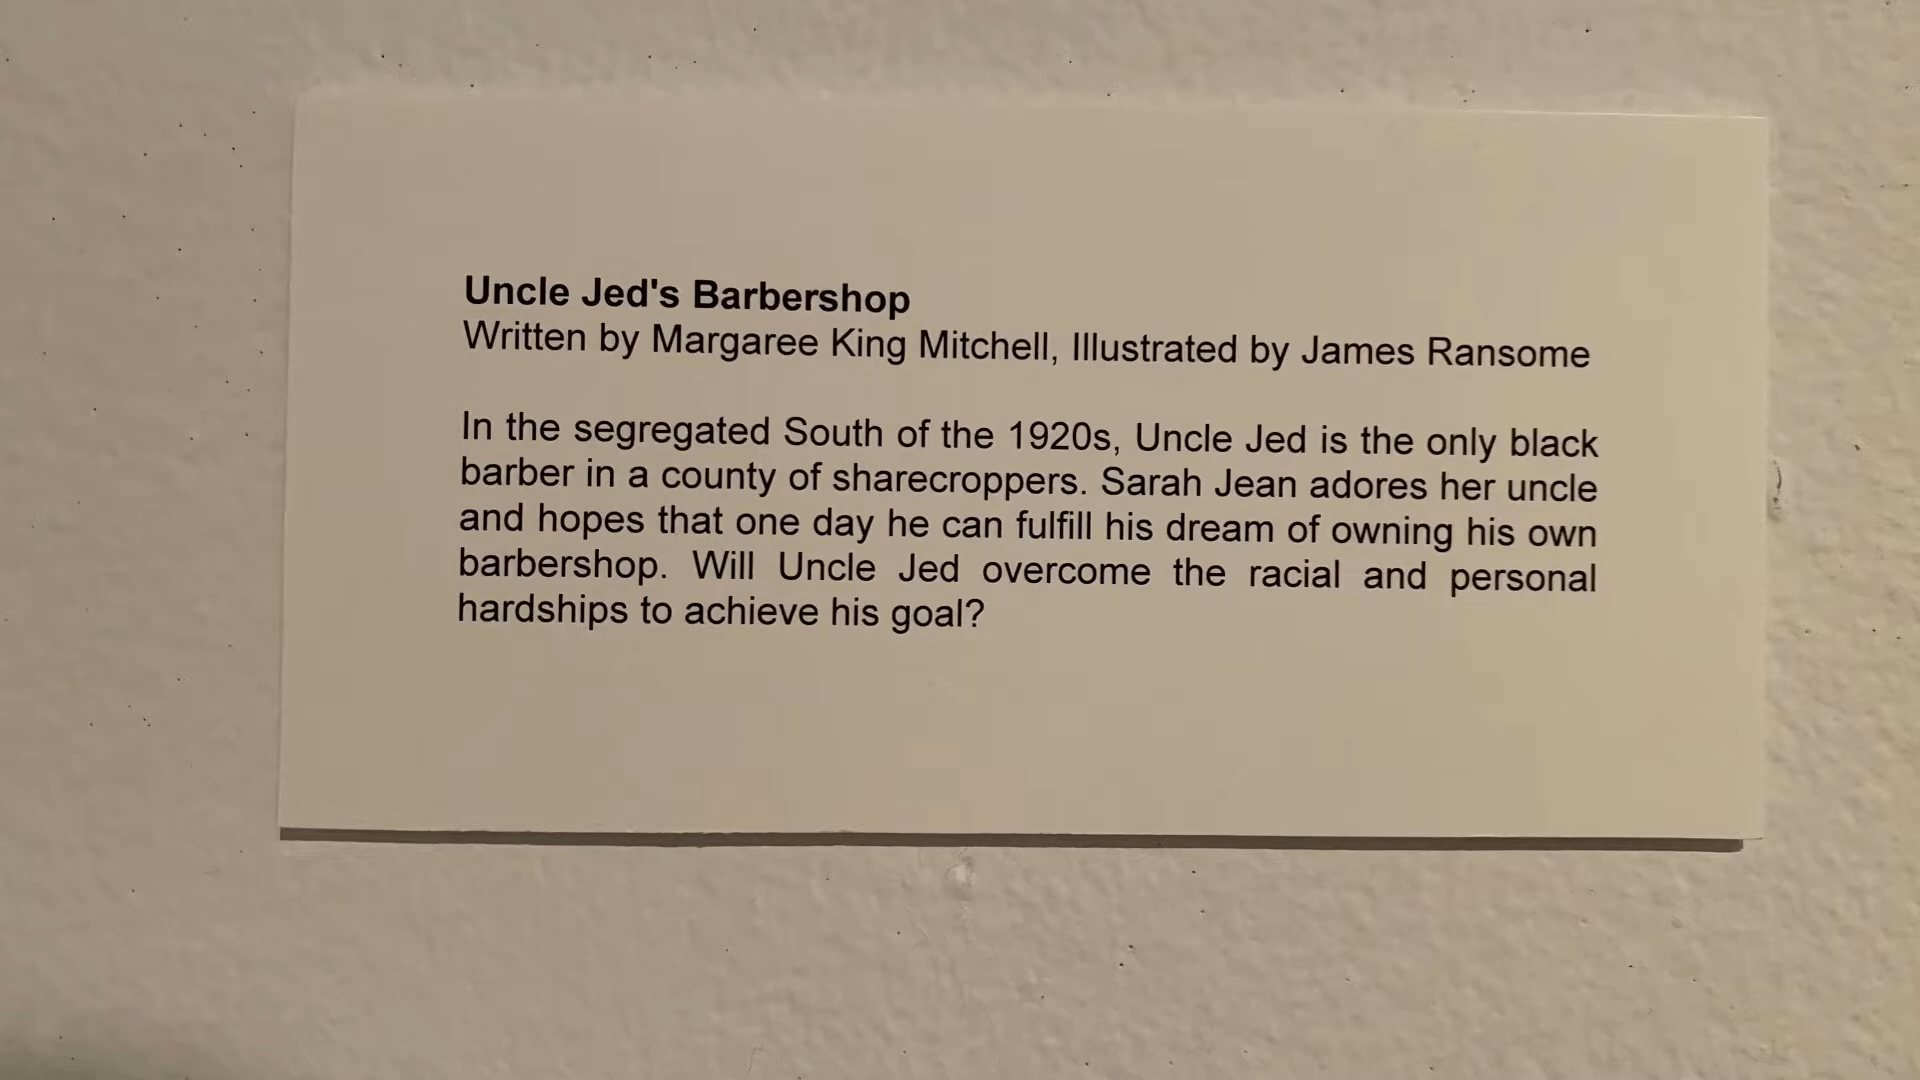 Uncle Jed's Barbershop
Written by Margaree King Mitchell, Illustrated by James Ransome
In the segregated South of the 1920s, Uncle Jed is the only black
barber in a county of sharecroppers. Sarah Jean adores her uncle
and hopes that one day he can fulfill his dream of owning his own
barbershop. Will Uncle Jed overcome the racial and personal
hardships to achieve his goal?